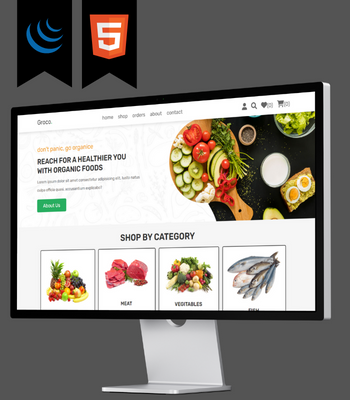 5
Groco.
home shop orders about contact
(0) (0)
don't panic, go organics
REACH FOR A HEALTHIER YOU
WITH ORGANIC FOODS
Lorem ipsum dolor sit amet consectetur adipisicing elit. Iusto natus
culpa officia quasi, accusantium explicabo?
About Us
SHOP BY CATEGORY
MEAT
VEGITABLES
FISH